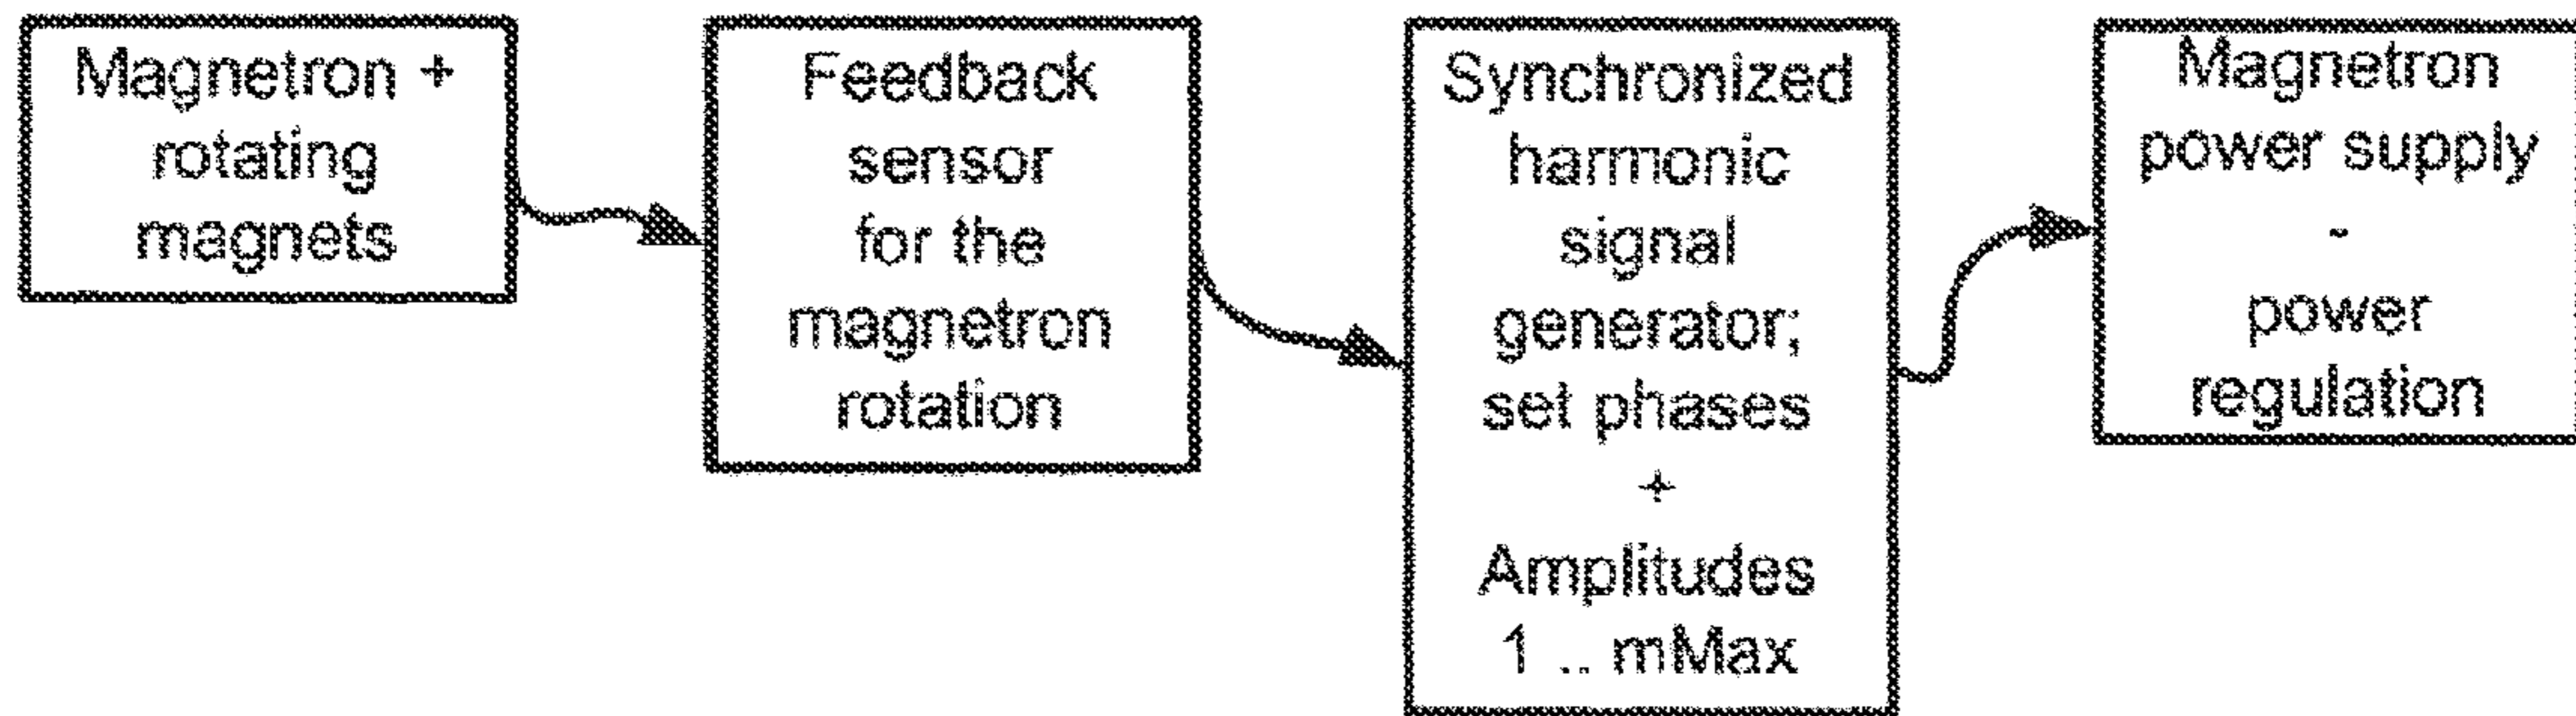 Magnetron +
rotating
magnets
Feedback
sensor
for the
magnetron
rotation
Synchronized
harmonic
signal
generator;
set phases
+
Amplitudes
1 .. mMax
Magnetron
power supply
-
power
regulation